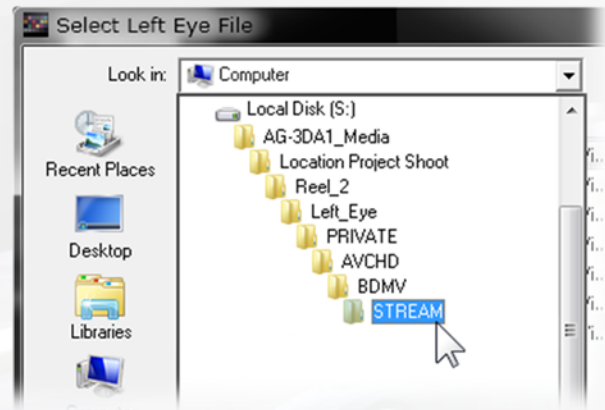 Select Left Eye File
Look in: Computer
Local Disk (S:)
AG-3DA1_Media
Location Project Shoot
Reel_2
Left_Eye
PRIVATE
AVCHD
BDMV
STREAM
Recent Places
Desktop
Libraries